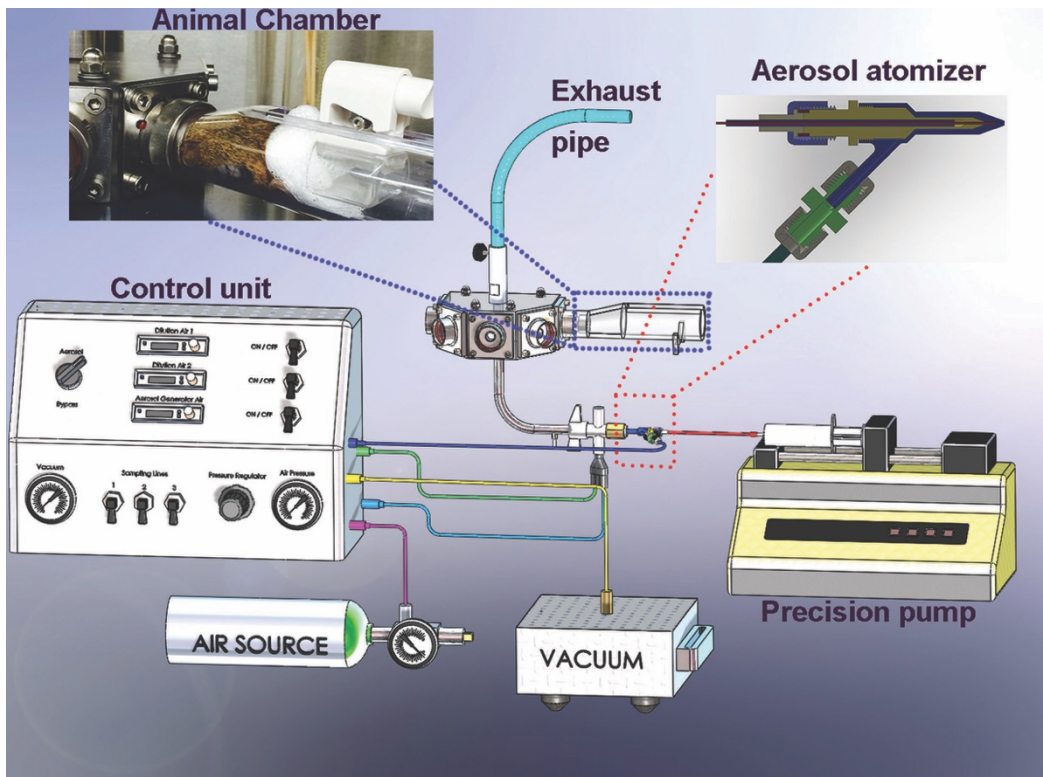 Animal Chamber
Exhaust
pipe
Aerosol atomizer
Control unit
Dilution Air 1
ON / OFF
Aerosol
Dilution Air 2
ON / OFF
Bypass
Aerosol Generator Air
ON / OFF
Vacuum
Sampling Lines
1 2 3
Pressure Regulator
Air Pressure
Precision pump
AIR SOURCE
VACUUM